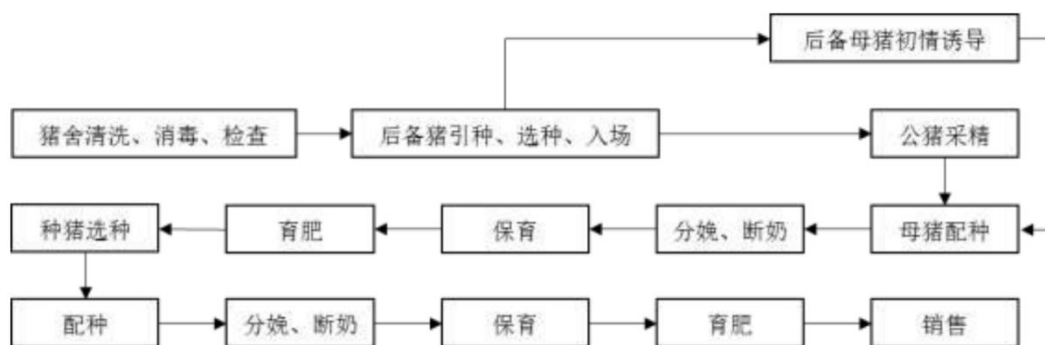 后备母猪初情诱导
猪舍清洗、消毒、检查
后备猪引种、选种、入场
公猪采精
母猪配种
分娩、断奶
保育
育肥
种猪选种
配种
分娩、断奶
保育
育肥
销售